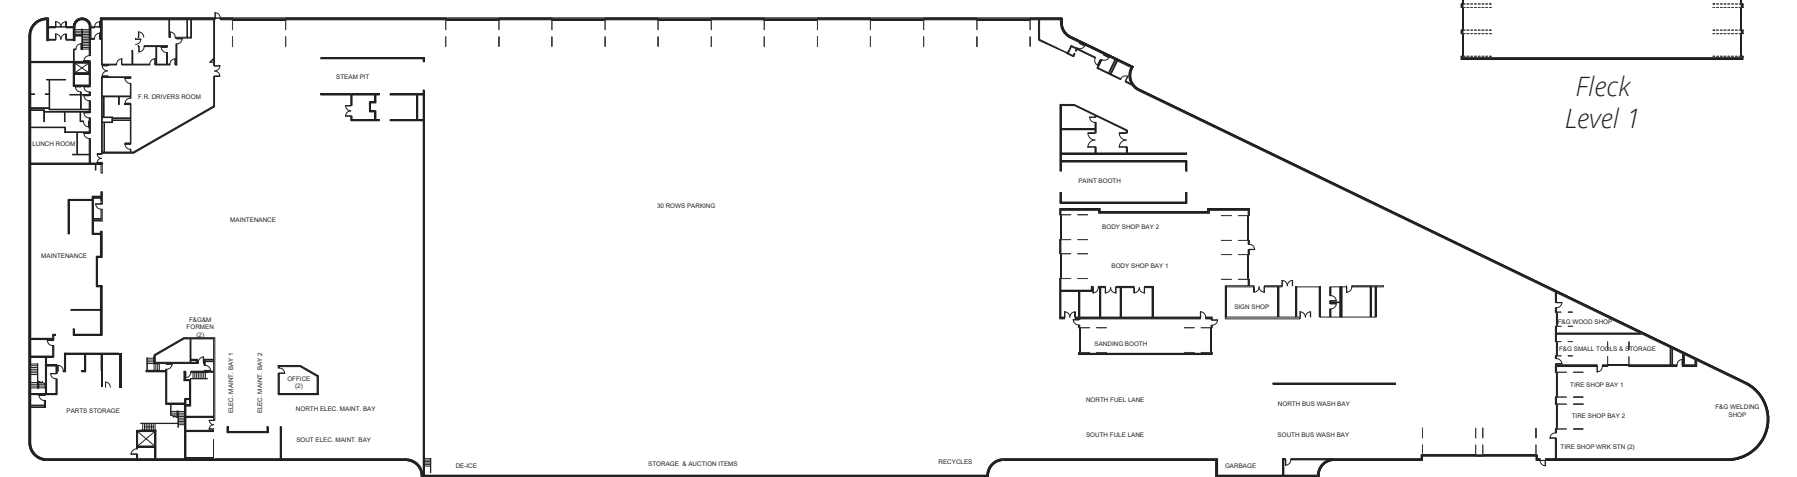 STEAM PIT
F.R. DRIVERS ROOM
LUNCH ROOM
Fleck
Level 1
PAINT BOOTH
30 ROWS PARKING
MAINTENANCE
BODY SHOP BAY 2
MAINTENANCE
BODY SHOP BAY 1
SIGN SHOP
F&G&M
FORMEN
(2)
F&G WOOD SHOP
SANDING BOOTH
F&G SMALL TOOLS & STORAGE
ELEC. MAINT. BAY 1
ELEC. MAINT. BAY 2
OFFICE
(2)
TIRE SHOP BAY 1
NORTH FUEL LANE
NORTH BUS WASH BAY
PARTS STORAGE
NORTH ELEC. MAINT. BAY
F&G WELDING
SHOP
TIRE SHOP BAY 2
SOUTH FULE LANE
SOUTH BUS WASH BAY
SOUT ELEC. MAINT. BAY
TIRE SHOP WRK STN (2)
DE-ICE
STORAGE & AUCTION ITEMS
RECYCLES
GARBAGE